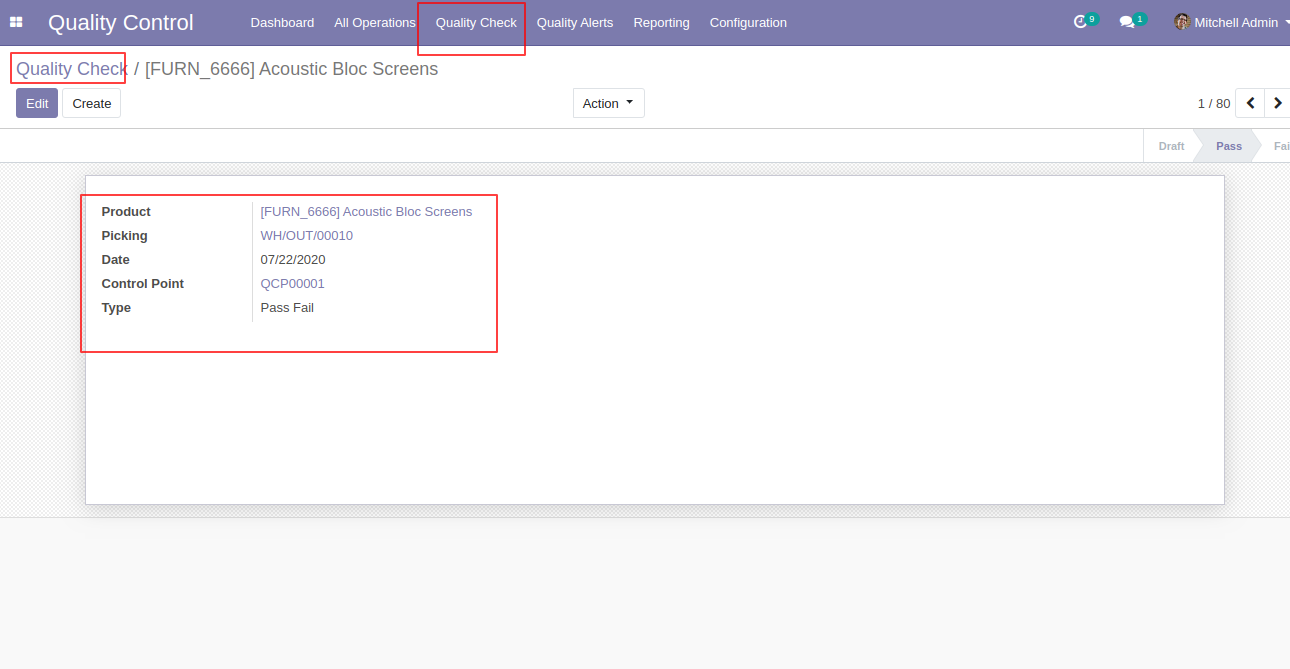 Quality Control Dashboard All Operations Quality Check Quality Alerts Reporting Configuration 9 1 Mitchell Admin
Quality Check / [FURN_6666] Acoustic Bloc Screens
Edit Create Action 1 / 80
Draft Pass Fai
Product [FURN_6666] Acoustic Bloc Screens
Picking WH/OUT/00010
Date 07/22/2020
Control Point QCP00001
Type Pass Fail